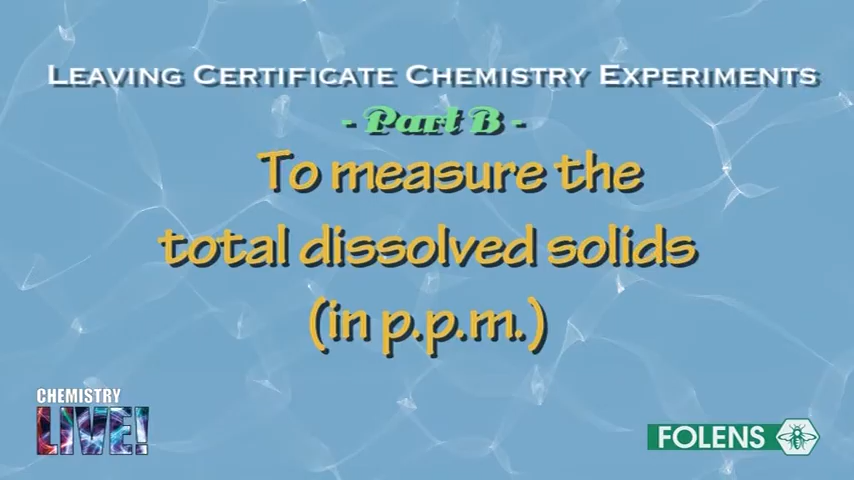 LEAVING CERTIFICATE CHEMISTRY EXPERIMENTS
- Part B -
To measure the
total dissolved solids
(in p.p.m.)
CHEMISTRY
LIVE!
FOLENS